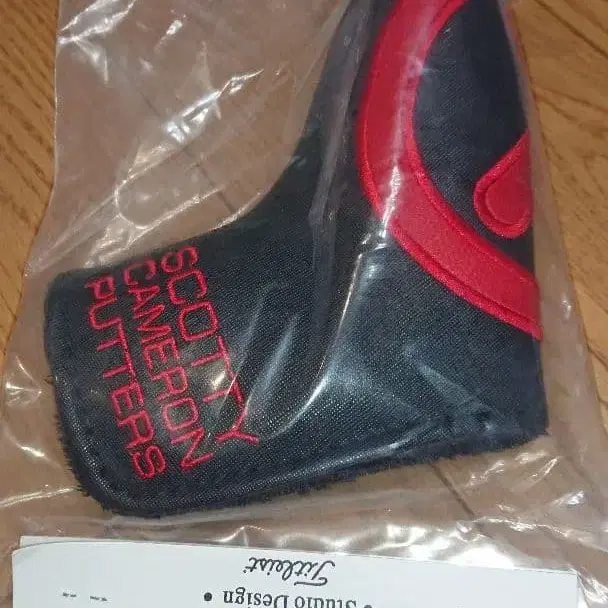 SCOTTY
CAMERON
PUTTERS
Titleist
• Studio Design •